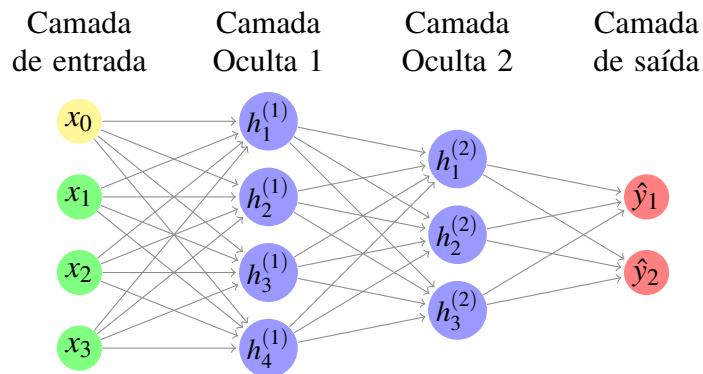 Camada de entrada
Camada Oculta 1
Camada Oculta 2
Camada de saída
x₀
x₁
x₂
x₃
h₁⁽¹⁾
h₂⁽¹⁾
h₃⁽¹⁾
h₄⁽¹⁾
h₁⁽²⁾
h₂⁽²⁾
h₃⁽²⁾
ŷ₁
ŷ₂